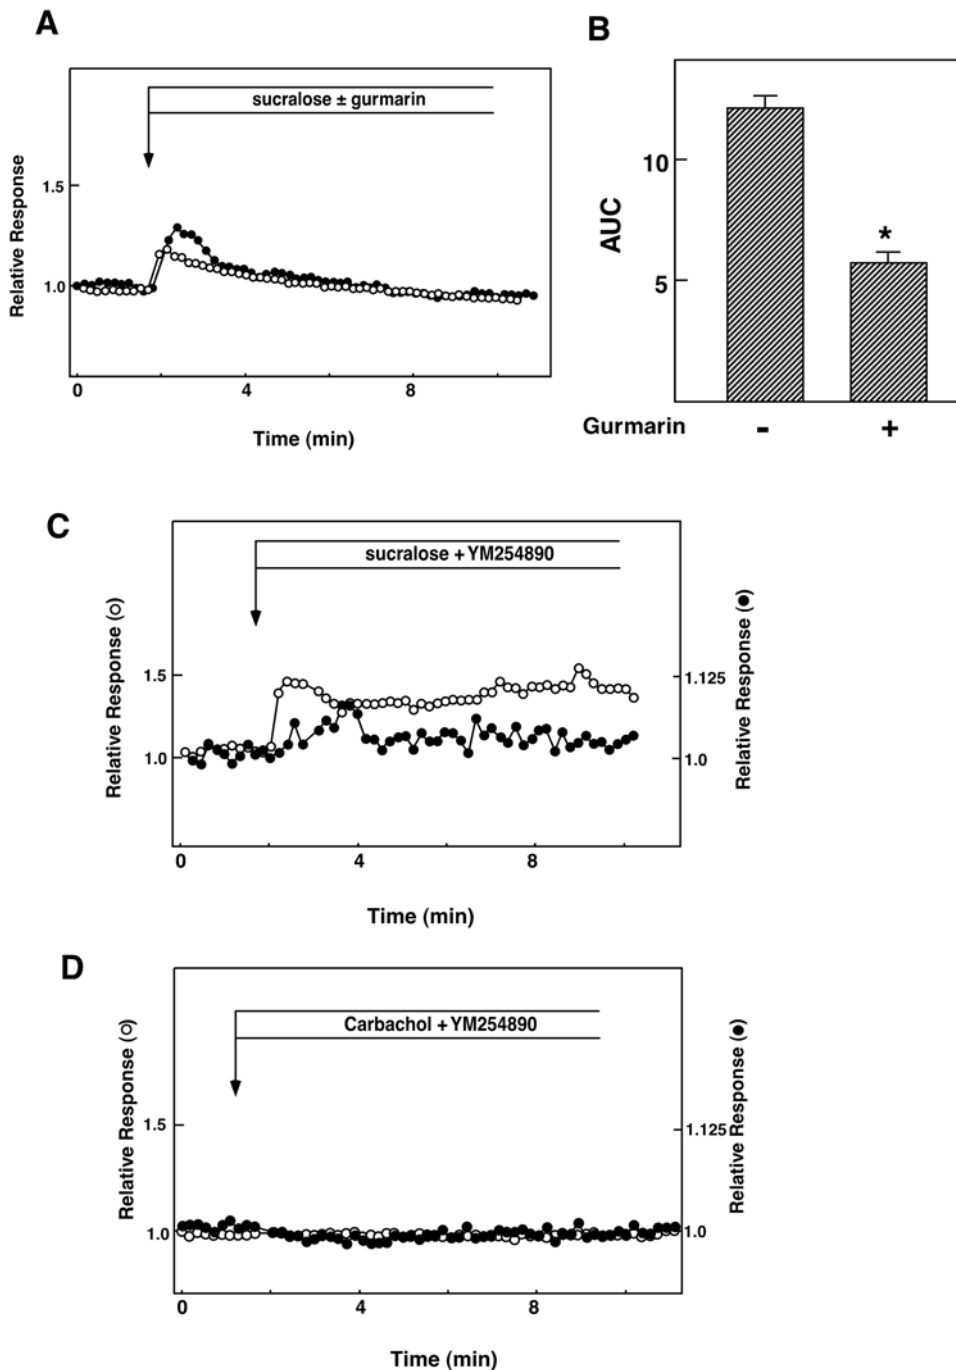 A
sucralose ± gurmarin
Relative Response
1.5
1.0
0
4
8
Time (min)
B
AUC
10
5
*
Gurmarin
-
+
C
sucralose + YM254890
Relative Response (○)
1.5
1.0
Relative Response (●)
1.125
1.0
0
4
8
Time (min)
D
Carbachol + YM254890
Relative Response (○)
1.5
1.0
Relative Response (●)
1.125
1.0
0
4
8
Time (min)